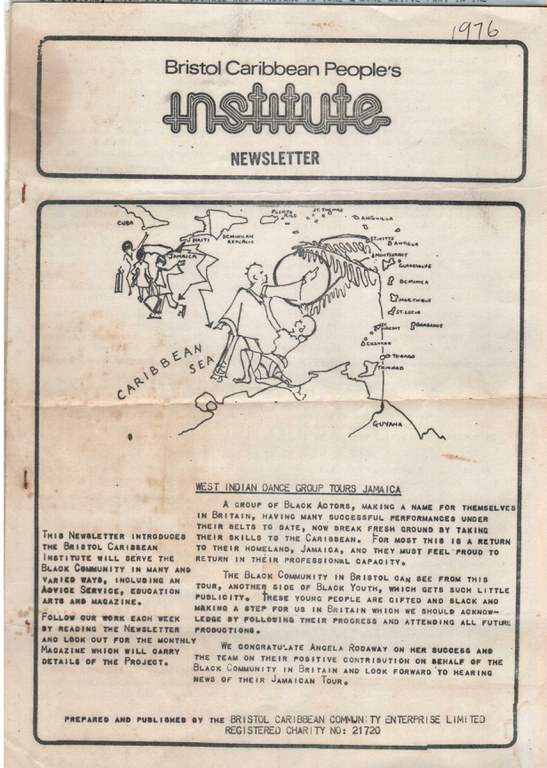 1976
Bristol Caribbean People's
institute
NEWSLETTER
CUBA
HAITI
DOMINICAN
REPUBLIC
JAMAICA
PUERTO
RICO
ST. THOMAS
ANGUILLA
ST. KITTS
ANTIGUA
MONTSERRAT
GUADELOUPE
DOMINICA
MARTINIQUE
ST. LUCIA
ST
VINCENT
BARBADOS
GRENADA
TOBAGO
TRINIDAD
GUYANA
CARIBBEAN
SEA
THIS NEWSLETTER INTRODUCES
THE BRISTOL CARIBBEAN
INSTITUTE WILL SERVE THE
BLACK COMMUNITY IN MANY AND
VARIED WAYS, INCLUDING AN
ADVICE SERVICE, EDUCATION
ARTS AND MAGAZINE.
FOLLOW OUR WORK EACH WEEK
BY READING THE NEWSLETTER
AND LOOK OUT FOR THE MONTHLY
MAGAZINE WHICH WILL CARRY
DETAILS OF THE PROJECT.
WEST INDIAN DANCE GROUP TOURS JAMAICA
A GROUP OF BLACK ACTORS, MAKING A NAME FOR THEMSELVES
IN BRITAIN, HAVING MANY SUCCESSFUL PERFORMANCES UNDER
THEIR BELTS TO DATE, NOW BREAK FRESH GROUND BY TAKING
THEIR SKILLS TO THE CARIBBEAN. FOR MOST THIS IS A RETURN
TO THEIR HOMELAND, JAMAICA, AND THEY MUST FEEL PROUD TO
RETURN IN THEIR PROFESSIONAL CAPACITY.
THE BLACK COMMUNITY IN BRISTOL CAN SEE FROM THIS
TOUR, ANOTHER SIDE OF BLACK YOUTH, WHICH GETS SUCH LITTLE
PUBLICITY. THESE YOUNG PEOPLE ARE GIFTED AND BLACK AND
MAKING A STEP FOR US IN BRITAIN WHICH WE SHOULD ACKNOW-
LEDGE BY FOLLOWING THEIR PROGRESS AND ATTENDING ALL FUTURE
PRODUCTIONS.
WE CONGRATULATE ANGELA RODAWAY ON HER SUCCESS AND
THE TEAM ON THEIR POSITIVE CONTRIBUTION ON BEHALF OF THE
BLACK COMMUNITY IN BRITAIN AND LOOK FORWARD TO HEARING
NEWS OF THEIR JAMAICAN TOUR.
PREPARED AND PUBLISHED BY THE BRISTOL CARIBBEAN COMMUNITY ENTERPRISE LIMITED
REGISTERED CHARITY NO: 21720